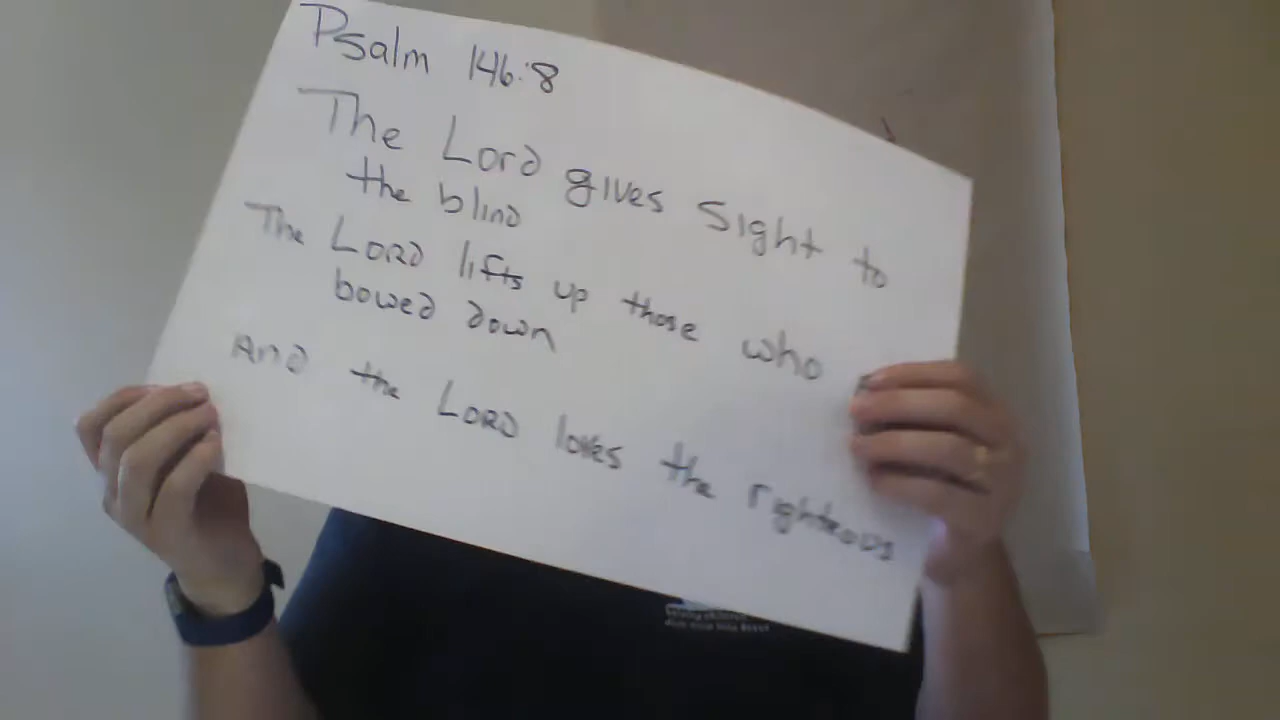 Psalm 146:8
The Lord gives Sight to
the blind
The LORD lifts up those who
bowed down
And the LORD loves the righteous